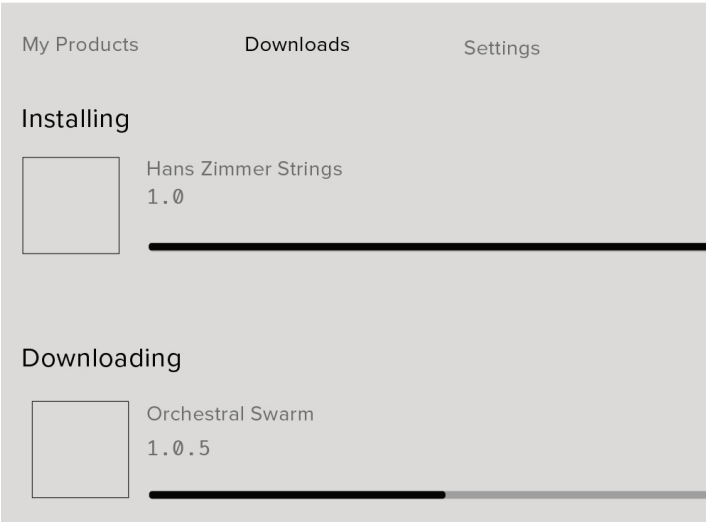 My Products
Downloads
Settings
Installing
Hans Zimmer Strings
1.0
Downloading
Orchestral Swarm
1.0.5